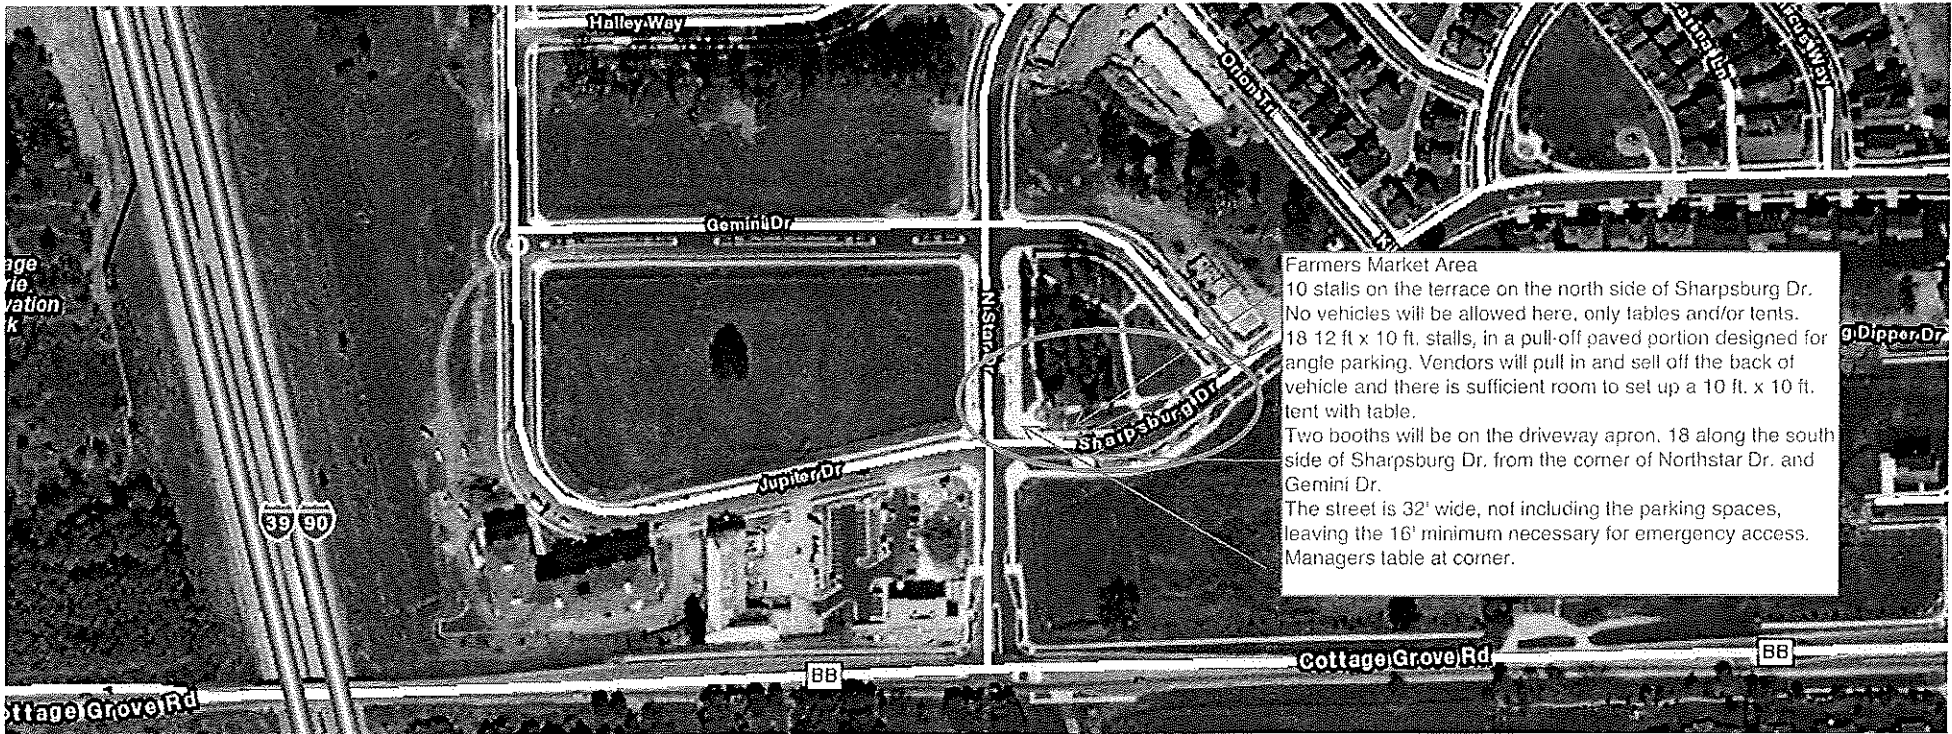 Halley Way
Orion Trl
Gemini Dr
N Star Dr
Farmers Market Area
10 stalls on the terrace on the north side of Sharpsburg Dr.
No vehicles will be allowed here, only tables and/or tents.
18 12 ft x 10 ft. stalls, in a pull-off paved portion designed for
angle parking. Vendors will pull in and sell off the back of
vehicle and there is sufficient room to set up a 10 ft. x 10 ft.
tent with table.
Two booths will be on the driveway apron. 18 along the south
side of Sharpsburg Dr. from the corner of Northstar Dr. and
Gemini Dr.
The street is 32' wide, not including the parking spaces,
leaving the 16' minimum necessary for emergency access.
Managers table at corner.
g Dipper Dr
Sharpsburg Dr
Jupiter Dr
39 90
BB
Cottage Grove Rd
BB
ottage Grove Rd